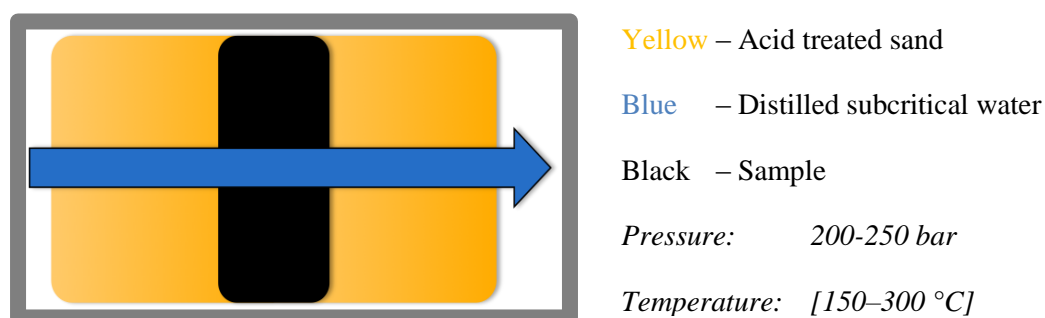 Yellow – Acid treated sand
Blue – Distilled subcritical water
Black – Sample
Pressure: 200-250 bar
Temperature: [150–300 °C]